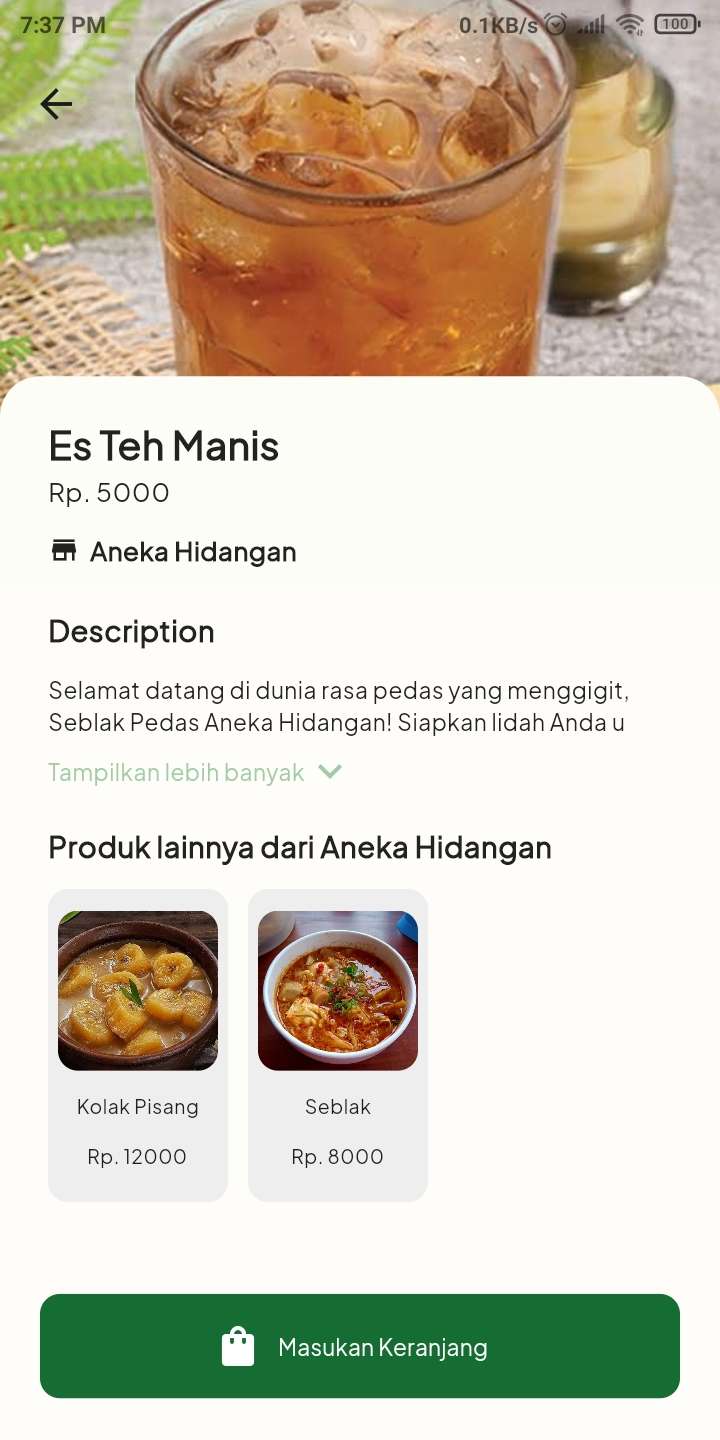 7:37 PM 0.1KB/s 100
Es Teh Manis
Rp. 5000
Aneka Hidangan
Description
Selamat datang di dunia rasa pedas yang menggigit,
Seblak Pedas Aneka Hidangan! Siapkan lidah Anda u
Tampilkan lebih banyak
Produk lainnya dari Aneka Hidangan
Kolak Pisang
Rp. 12000
Seblak
Rp. 8000
Masukan Keranjang